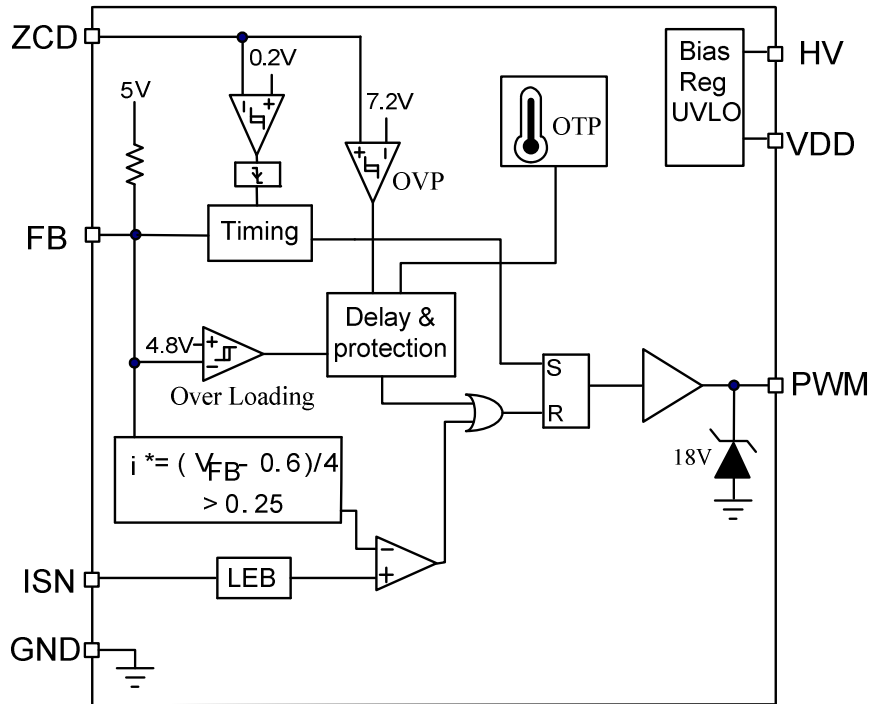 ZCD
0.2V
5V
7.2V
OTP
Bias
Reg
UVLO
HV
VDD
OVP
FB
Timing
Delay &
protection
4.8V
+
−
Over Loading
S
R
PWM
18V
i *= ( VFB - 0.6)/4
> 0.25
−
+
ISN
LEB
GND